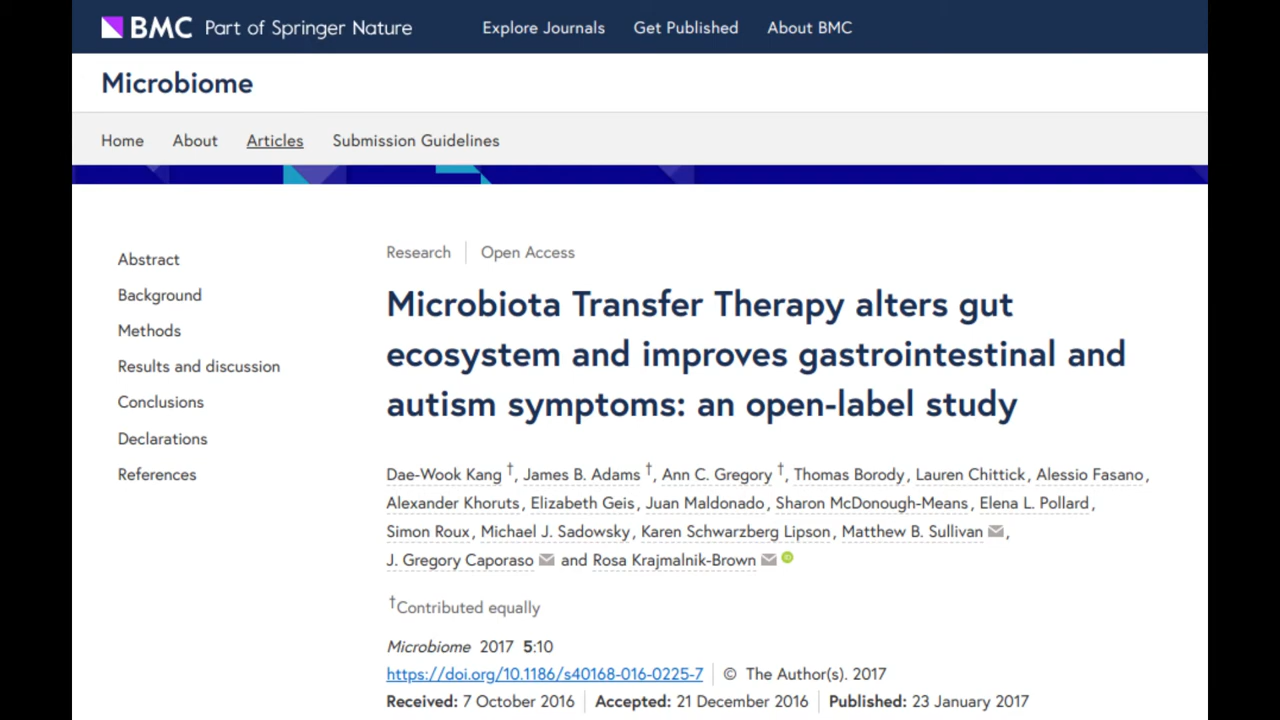 BMC Part of Springer Nature
Explore Journals Get Published About BMC
Microbiome
Home About Articles Submission Guidelines
Abstract
Background
Methods
Results and discussion
Conclusions
Declarations
References
Research Open Access
Microbiota Transfer Therapy alters gut
ecosystem and improves gastrointestinal and
autism symptoms: an open-label study
Dae-Wook Kang †, James B. Adams †, Ann C. Gregory †, Thomas Borody, Lauren Chittick, Alessio Fasano,
Alexander Khoruts, Elizabeth Geis, Juan Maldonado, Sharon McDonough-Means, Elena L. Pollard,
Simon Roux, Michael J. Sadowsky, Karen Schwarzberg Lipson, Matthew B. Sullivan,
J. Gregory Caporaso and Rosa Krajmalnik-Brown iD
†Contributed equally
Microbiome 2017 5:10
https://doi.org/10.1186/s40168-016-0225-7 © The Author(s). 2017
Received: 7 October 2016 Accepted: 21 December 2016 Published: 23 January 2017